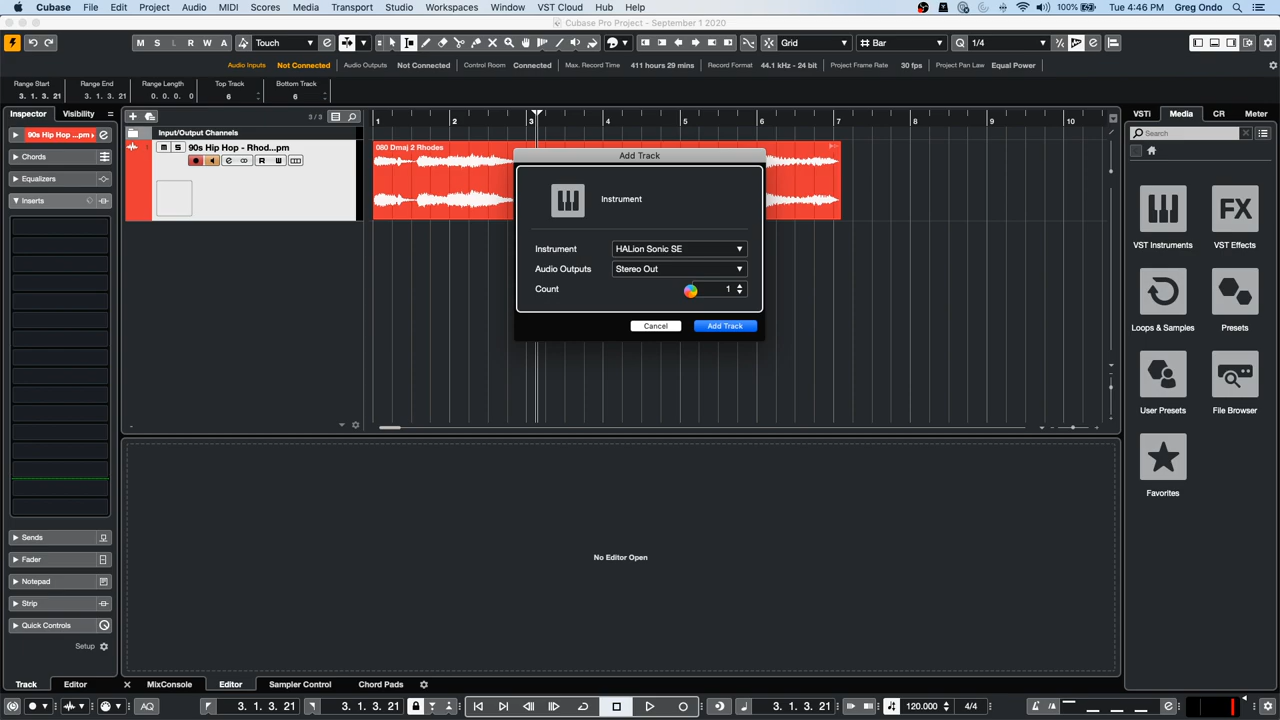 Cubase File Edit Project Audio MIDI Scores Media Transport Studio Workspaces Window VST Cloud Hub Help 100% Tue 4:46 PM Greg Ondo
Cubase Pro Project - September 1 2020
M S L R W A Touch Grid Bar Q 1/4
Audio Inputs Not Connected Audio Outputs Not Connected Control Room Connected Max. Record Time 411 hours 29 mins Record Format 44.1 kHz - 24 bit Project Frame Rate 30 fps Project Pan Law Equal Power
Range Start Range End Range Length Top Track Bottom Track
3. 1. 3. 21 3. 1. 3. 21 0. 0. 0. 0 6 6
Inspector Visibility 3 / 3 1 2 3 4 5 6 7 8 9 10 VSTi Media CR Meter
90s Hip Hop ...pm Input/Output Channels Search
M S 90s Hip Hop - Rhod...pm 080 Dmaj 2 Rhodes
R W
Chords
Equalizers
Inserts
Add Track
Instrument
Instrument HALion Sonic SE
Audio Outputs Stereo Out
Count 1
Cancel Add Track
FX
VST Instruments VST Effects
Loops & Samples Presets
User Presets File Browser
Favorites
No Editor Open
Sends
Fader
Notepad
Strip
Quick Controls
Setup
Track Editor MixConsole Editor Sampler Control Chord Pads
AQ 3. 1. 3. 21 3. 1. 3. 21 3. 1. 3. 21 120.000 4/4